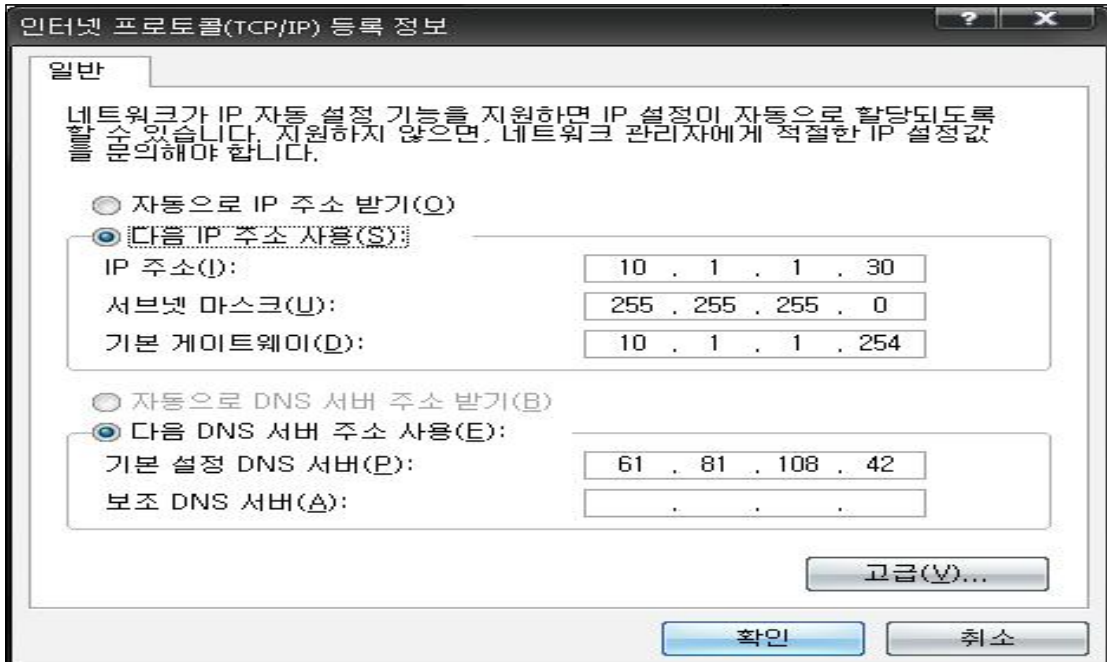 인터넷 프로토콜(TCP/IP) 등록 정보
? X
일반
네트워크가 IP 자동 설정 기능을 지원하면 IP 설정이 자동으로 할당되도록
할 수 있습니다. 지원하지 않으면, 네트워크 관리자에게 적절한 IP 설정값
을 문의해야 합니다.
자동으로 IP 주소 받기(O)
다음 IP 주소 사용(S):
IP 주소(I): 10 . 1 . 1 . 30
서브넷 마스크(U): 255 . 255 . 255 . 0
기본 게이트웨이(D): 10 . 1 . 1 . 254
자동으로 DNS 서버 주소 받기(B)
다음 DNS 서버 주소 사용(E):
기본 설정 DNS 서버(P): 61 . 81 . 108 . 42
보조 DNS 서버(A): . . .
고급(V)...
확인 취소